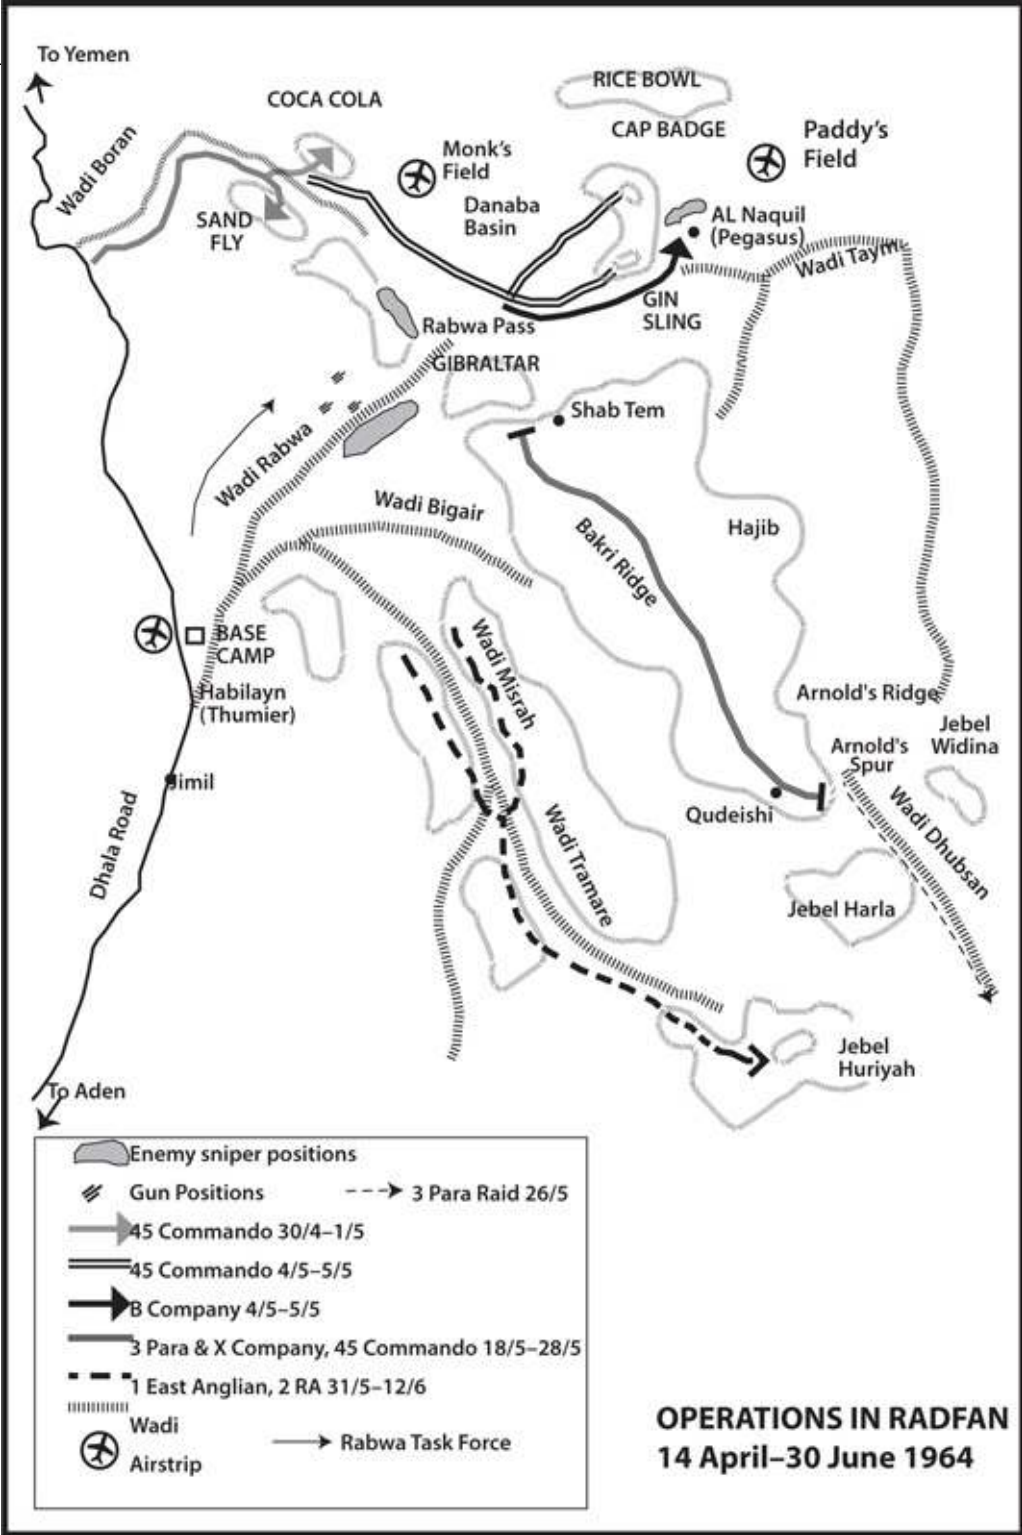 To Yemen
COCA COLA
RICE BOWL
CAP BADGE
Paddy's
Field
Wadi Boran
Monk's
Field
Danaba
Basin
SAND
FLY
AL Naquil
(Pegasus)
Wadi Taym
GIN
SLING
Rabwa Pass
GIBRALTAR
Shab Tem
Wadi Rabwa
Wadi Bigair
Hajib
Bakri Ridge
BASE
CAMP
Wadi Misrah
Habilayn
(Thumier)
Arnold's Ridge
Jebel
Widina
Arnold's
Spur
Jimil
Qudeishi
Wadi Dhubsan
Dhala Road
Wadi Tramare
Jebel Harla
Jebel
Huriyah
To Aden
Enemy sniper positions
Gun Positions
3 Para Raid 26/5
45 Commando 30/4–1/5
45 Commando 4/5–5/5
B Company 4/5–5/5
3 Para & X Company, 45 Commando 18/5–28/5
1 East Anglian, 2 RA 31/5–12/6
Wadi
Airstrip
Rabwa Task Force
OPERATIONS IN RADFAN
14 April–30 June 1964